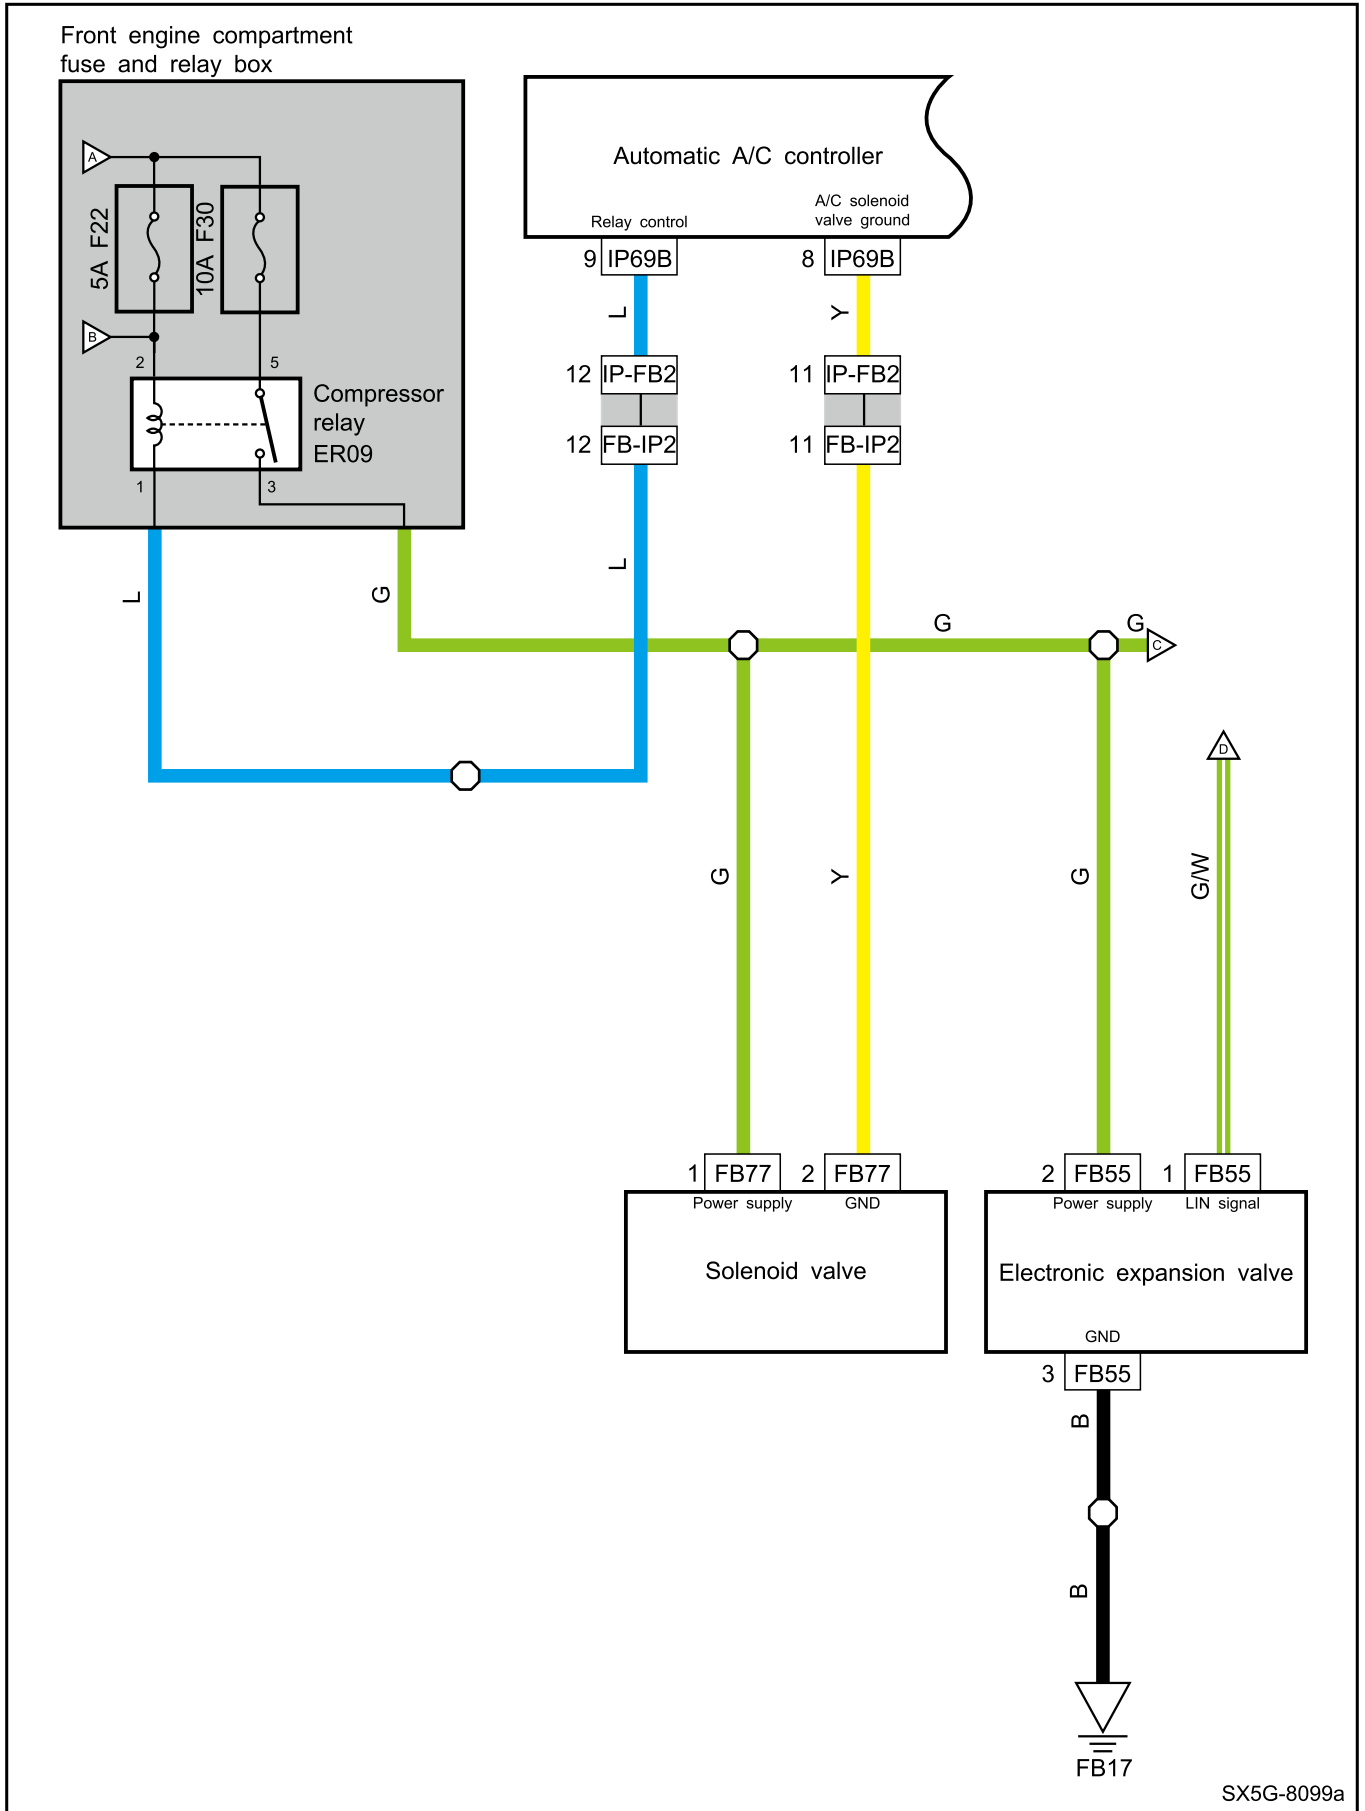 Front engine compartment
fuse and relay box
A
5A F22
10A F30
B
2
5
Compressor
relay
ER09
1
3
Automatic A/C controller
Relay control
A/C solenoid
valve ground
9 IP69B
8 IP69B
L
Y
12 IP-FB2
11 IP-FB2
12 FB-IP2
11 FB-IP2
L
G
L
G
G
C
D
G
Y
G
G/W
1 FB77
2 FB77
2 FB55
1 FB55
Power supply
GND
Power supply
LIN signal
Solenoid valve
Electronic expansion valve
GND
3 FB55
B
B
FB17
SX5G-8099a